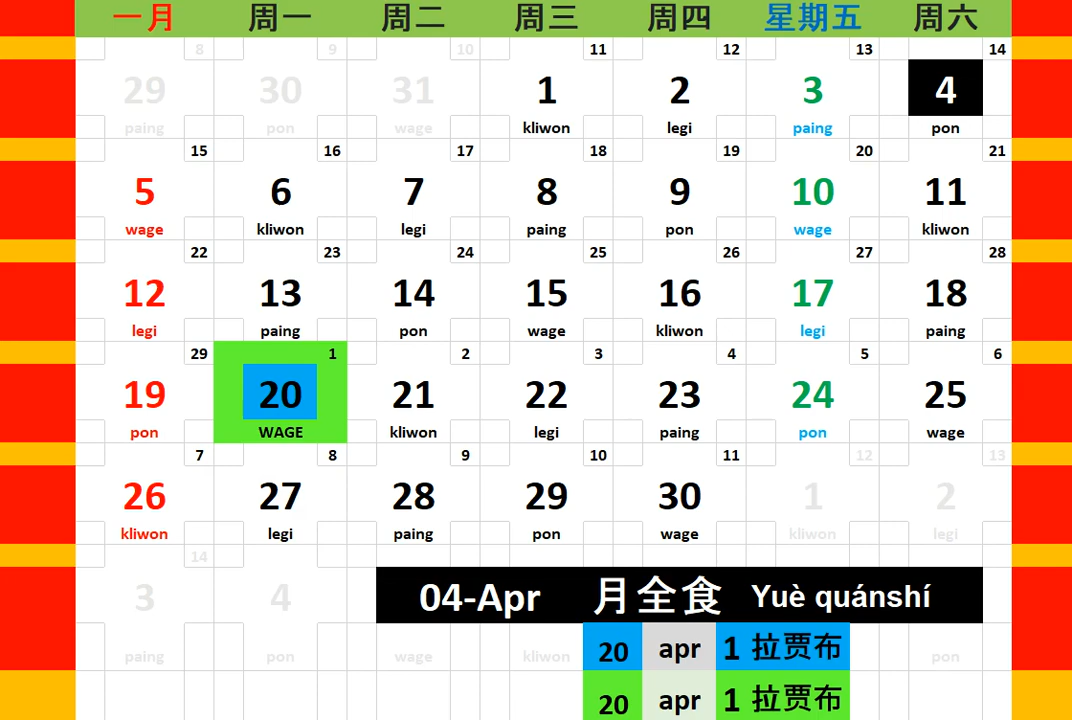 一月 周一 周二 周三 周四 星期五 周六
8 9 10 11 12 13 14
29 30 31 1 2 3 4
paing pon wage kliwon legi paing pon
15 16 17 18 19 20 21
5 6 7 8 9 10 11
wage kliwon legi paing pon wage kliwon
22 23 24 25 26 27 28
12 13 14 15 16 17 18
legi paing pon wage kliwon legi paing
29 1 2 3 4 5 6
19 20 21 22 23 24 25
pon WAGE kliwon legi paing pon wage
7 8 9 10 11 12 13
26 27 28 29 30 1 2
kliwon legi paing pon wage kliwon legi
14
3 4 04-Apr 月全食 Yuè quánshí
paing pon wage kliwon 20 apr 1 拉贾布 pon
20 apr 1 拉贾布